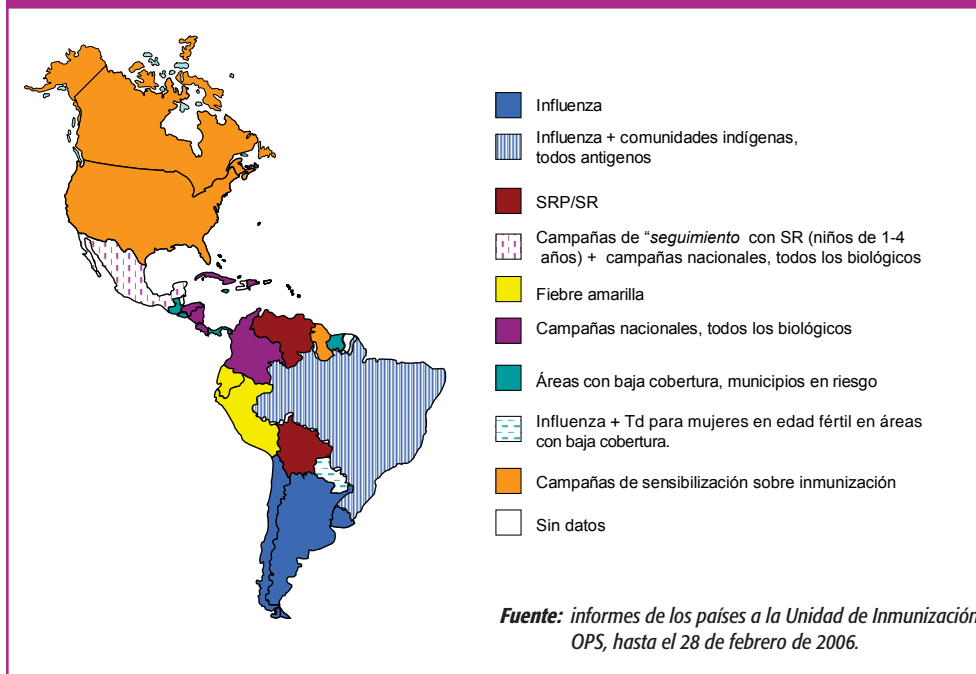 Influenza
Influenza + comunidades indígenas,
todos antigenos
SRP/SR
Campañas de “seguimiento con SR (niños de 1-4
años) + campañas nacionales, todos los biológicos
Fiebre amarilla
Campañas nacionales, todos los biológicos
Áreas con baja cobertura, municipios en riesgo
Influenza + Td para mujeres en edad fértil en áreas
con baja cobertura.
Campañas de sensibilización sobre inmunización
Sin datos
Fuente: informes de los países a la Unidad de Inmunización
OPS, hasta el 28 de febrero de 2006.